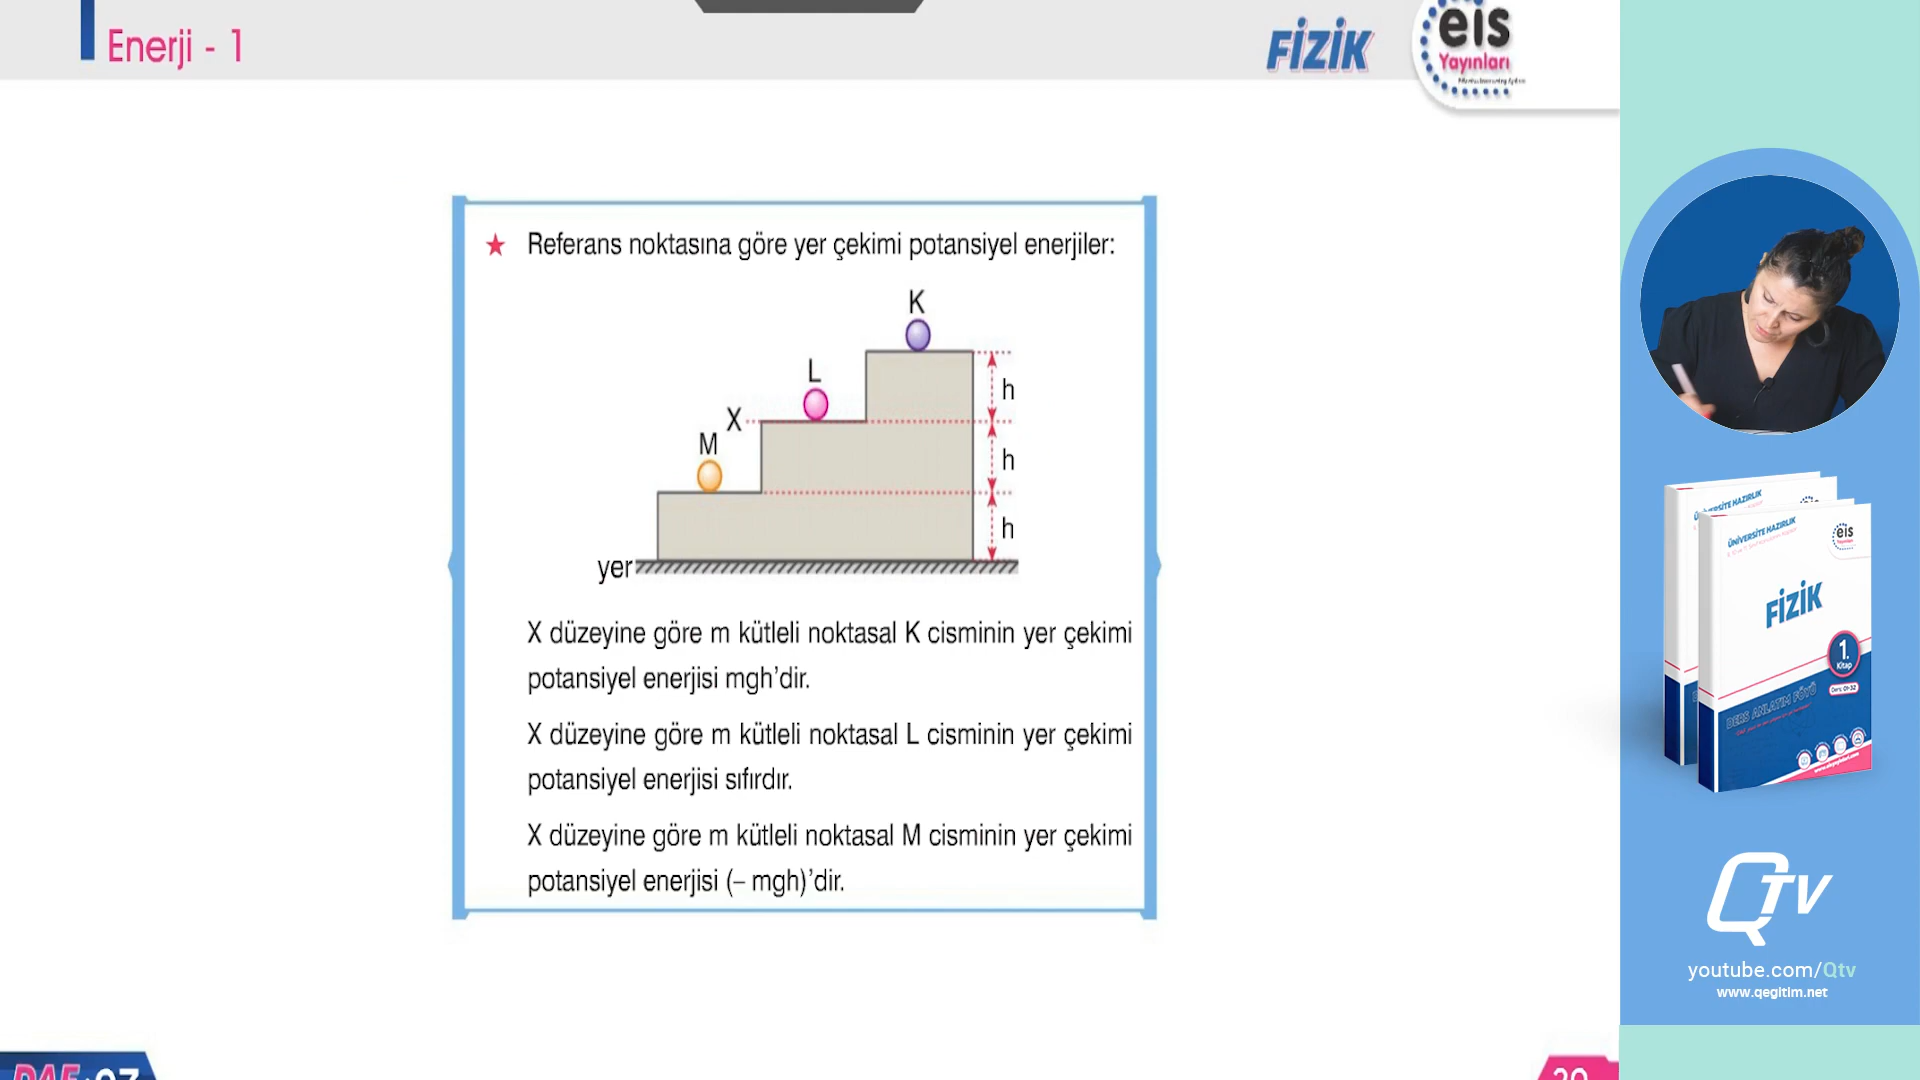 Enerji - 1
FİZİK
eis
Yayınları
★ Referans noktasına göre yer çekimi potansiyel enerjiler:
K
L
X
M
h
h
h
yer
X düzeyine göre m kütleli noktasal K cisminin yer çekimi
potansiyel enerjisi mgh’dir.
X düzeyine göre m kütleli noktasal L cisminin yer çekimi
potansiyel enerjisi sıfırdır.
X düzeyine göre m kütleli noktasal M cisminin yer çekimi
potansiyel enerjisi (– mgh)’dir.
ÜNİVERSİTE HAZIRLIK
eis
FİZİK
1.
Kitap
DERS ANLATIM FÖYÜ
QTV
youtube.com/Qtv
www.qegitim.net